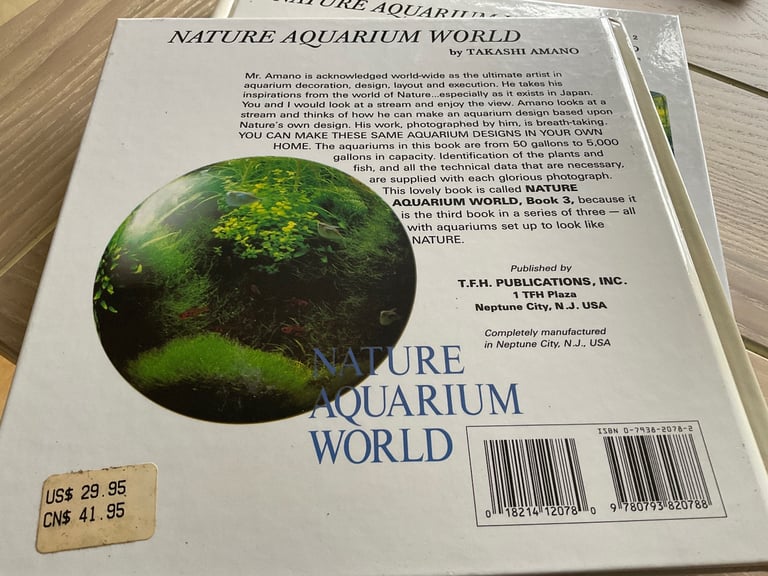 NATURE AQUARIUM
2
NATURE AQUARIUM WORLD
by TAKASHI AMANO
Mr. Amano is acknowledged world-wide as the ultimate artist in
aquarium decoration, design, layout and execution. He takes his
inspirations from the world of Nature...especially as it exists in Japan.
You and I would look at a stream and enjoy the view. Amano looks at a
stream and thinks of how he can make an aquarium design based upon
Nature's own design. His work, photographed by him, is breath-taking.
YOU CAN MAKE THESE SAME AQUARIUM DESIGNS IN YOUR OWN
HOME. The aquariums in this book are from 50 gallons to 5,000
gallons in capacity. Identification of the plants and
fish, and all the technical data that are necessary,
are supplied with each glorious photograph.
This lovely book is called NATURE
AQUARIUM WORLD, Book 3, because it
is the third book in a series of three — all
with aquariums set up to look like
NATURE.
Published by
T.F.H. PUBLICATIONS, INC.
1 TFH Plaza
Neptune City, N.J. USA
Completely manufactured
in Neptune City, N.J., USA
NATURE
AQUARIUM
WORLD
US$ 29.95
CN$ 41.95
ISBN 0-7938-2078-2
0 18214 12078 0
9 780793 820788